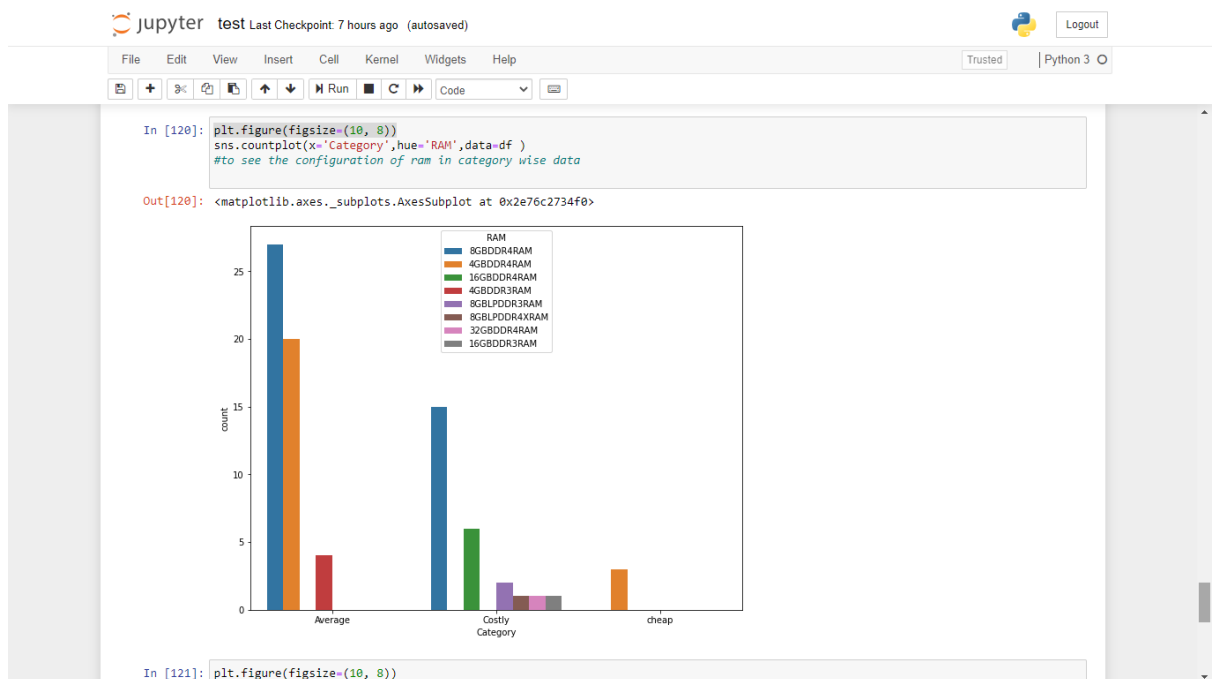 jupyter test Last Checkpoint: 7 hours ago (autosaved)
Logout
File Edit View Insert Cell Kernel Widgets Help
Trusted Python 3
Run Code
In [120]: plt.figure(figsize=(10, 8))
sns.countplot(x='Category',hue='RAM',data=df )
#to see the configuration of ram in category wise data
Out[120]: <matplotlib.axes._subplots.AxesSubplot at 0x2e76c2734f0>
RAM
8GBDDR4RAM
4GBDDR4RAM
16GBDDR4RAM
4GBDDR3RAM
8GBLPDDR3RAM
8GBLPDDR4XRAM
32GBDDR4RAM
16GBDDR3RAM
25
20
15
10
5
0
count
Average Costly cheap
Category
In [121]: plt.figure(figsize=(10, 8))